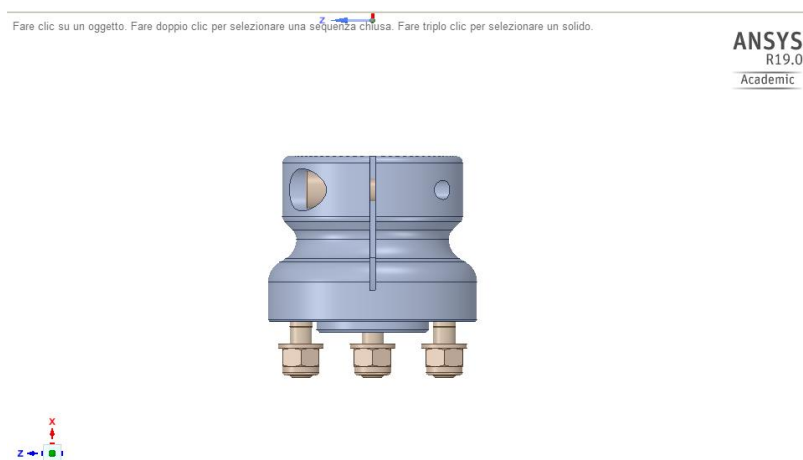 Z
Fare clic su un oggetto. Fare doppio clic per selezionare una sequenza chiusa. Fare triplo clic per selezionare un solido.
ANSYS
R19.0
Academic
X
Z